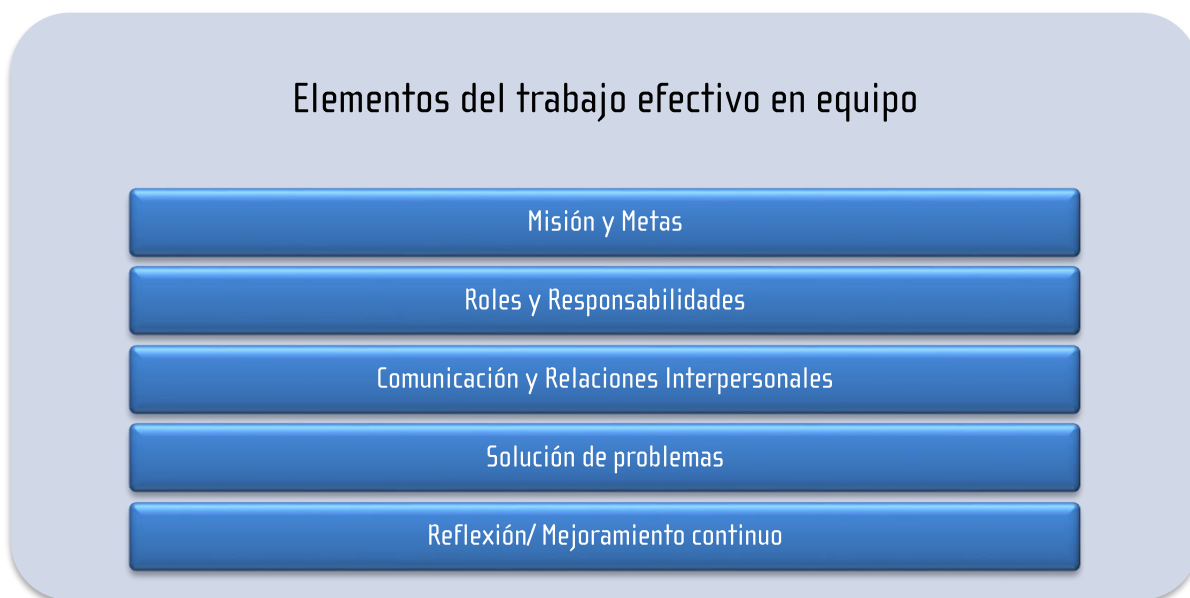 Elementos del trabajo efectivo en equipo
Misión y Metas
Roles y Responsabilidades
Comunicación y Relaciones Interpersonales
Solución de problemas
Reflexión/ Mejoramiento continuo